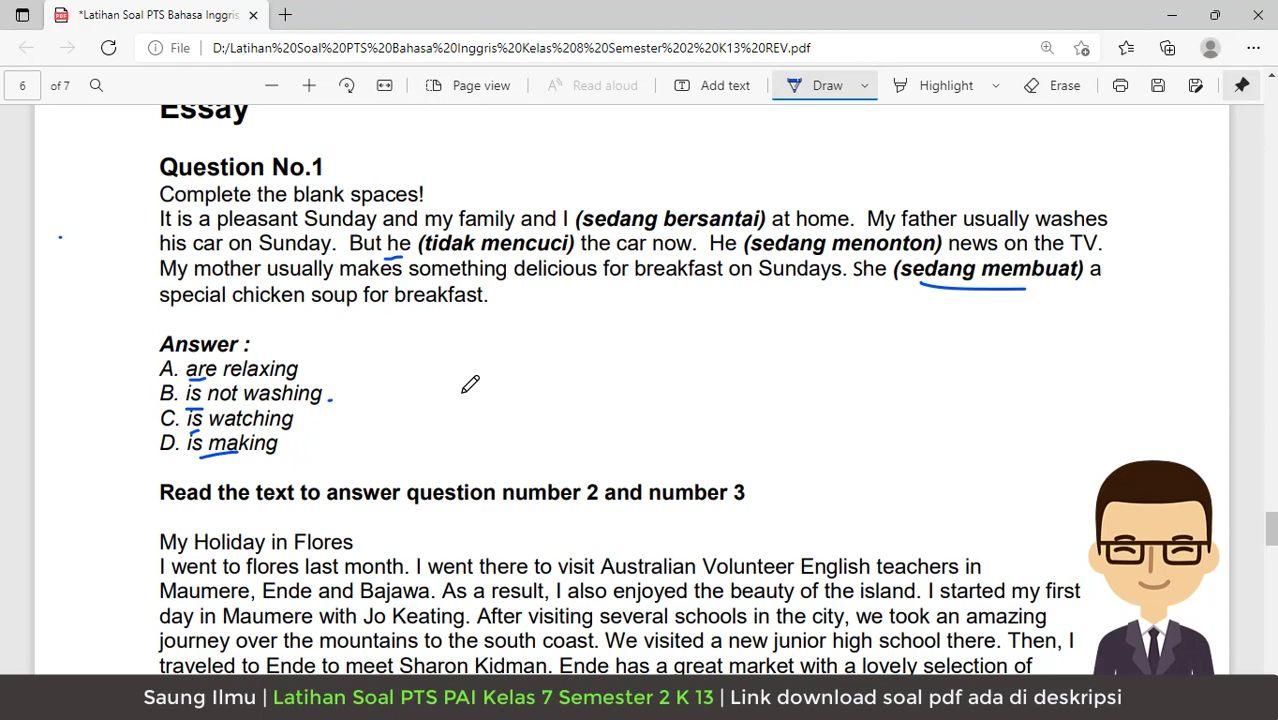 *Latihan Soal PTS Bahasa Inggris
File
D:/Latihan%20Soal%20PTS%20Bahasa%20Inggris%20Kelas%208%20Semester%202%20K13%20REV.pdf
6 of 7
Page view
Read aloud
Add text
Draw
Highlight
Erase
Essay
Question No.1
Complete the blank spaces!
It is a pleasant Sunday and my family and I (sedang bersantai) at home. My father usually washes
his car on Sunday. But he (tidak mencuci) the car now. He (sedang menonton) news on the TV.
My mother usually makes something delicious for breakfast on Sundays. She (sedang membuat) a
special chicken soup for breakfast.
Answer :
A. are relaxing
B. is not washing
C. is watching
D. is making
Read the text to answer question number 2 and number 3
My Holiday in Flores
I went to flores last month. I went there to visit Australian Volunteer English teachers in
Maumere, Ende and Bajawa. As a result, I also enjoyed the beauty of the island. I started my first
day in Maumere with Jo Keating. After visiting several schools in the city, we took an amazing
journey over the mountains to the south coast. We visited a new junior high school there. Then, I
traveled to Ende to meet Sharon Kidman. Ende has a great market with a lovely selection of
Saung Ilmu | Latihan Soal PTS PAI Kelas 7 Semester 2 K 13 | Link download soal pdf ada di deskripsi